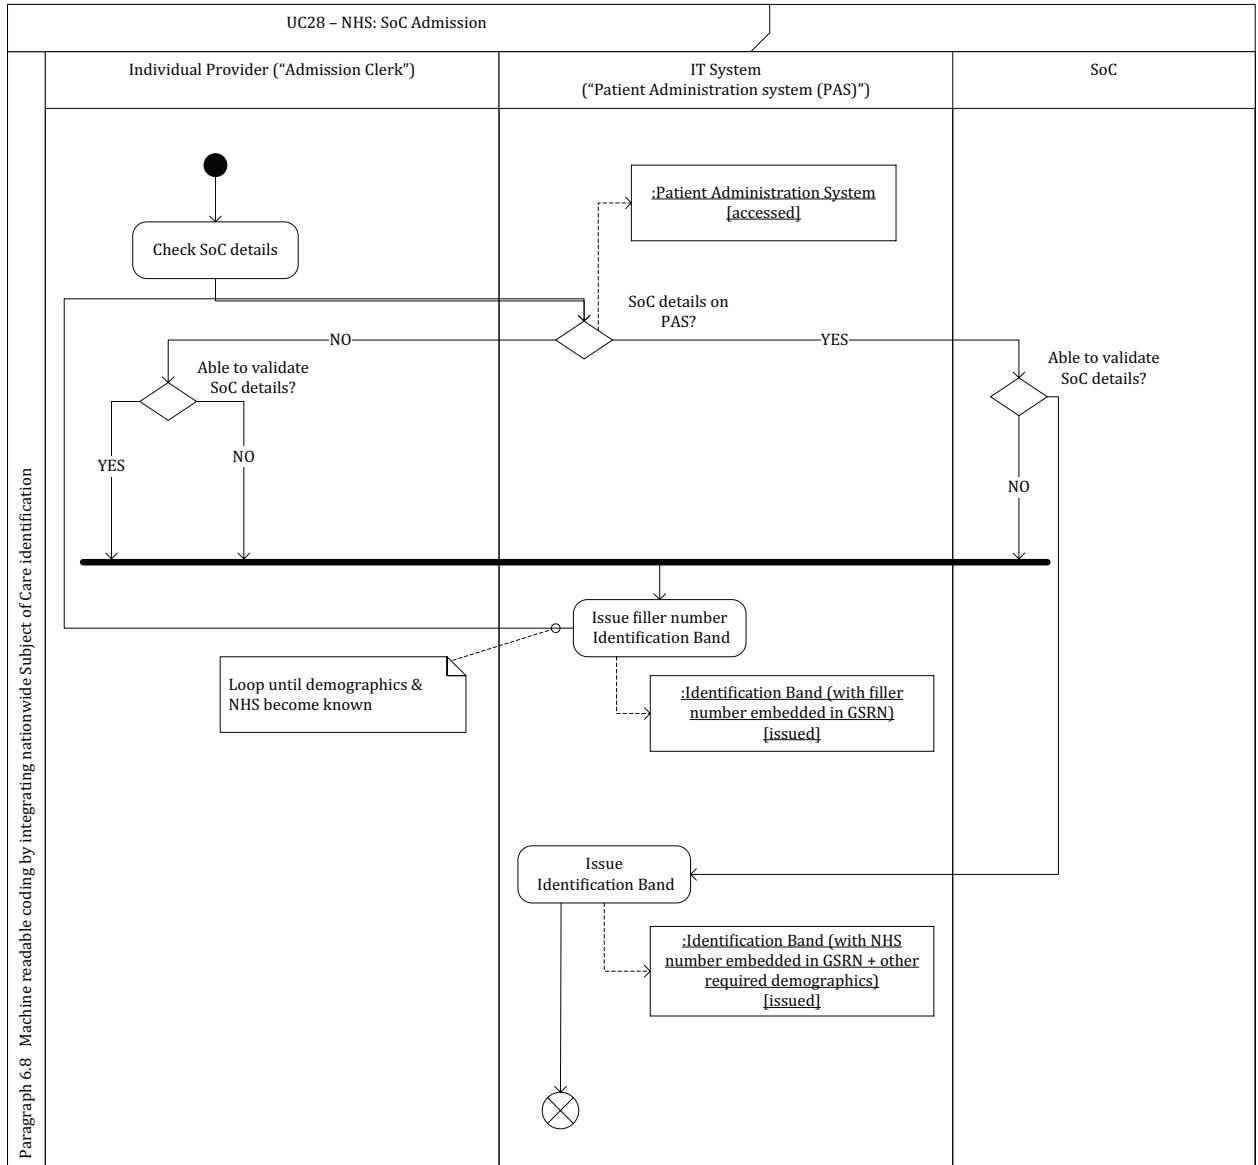 UC28 – NHS: SoC Admission
Individual Provider (“Admission Clerk”)
IT System
(“Patient Administration system (PAS)”)
SoC
:Patient Administration System
[accessed]
Check SoC details
SoC details on
PAS?
NO
YES
Able to validate
SoC details?
Able to validate
SoC details?
YES
NO
NO
Issue filler number
Identification Band
Loop until demographics &
NHS become known
:Identification Band (with filler
number embedded in GSRN)
[issued]
Issue
Identification Band
:Identification Band (with NHS
number embedded in GSRN + other
required demographics)
[issued]
Paragraph 6.8 Machine readable coding by integrating nationwide Subject of Care identification